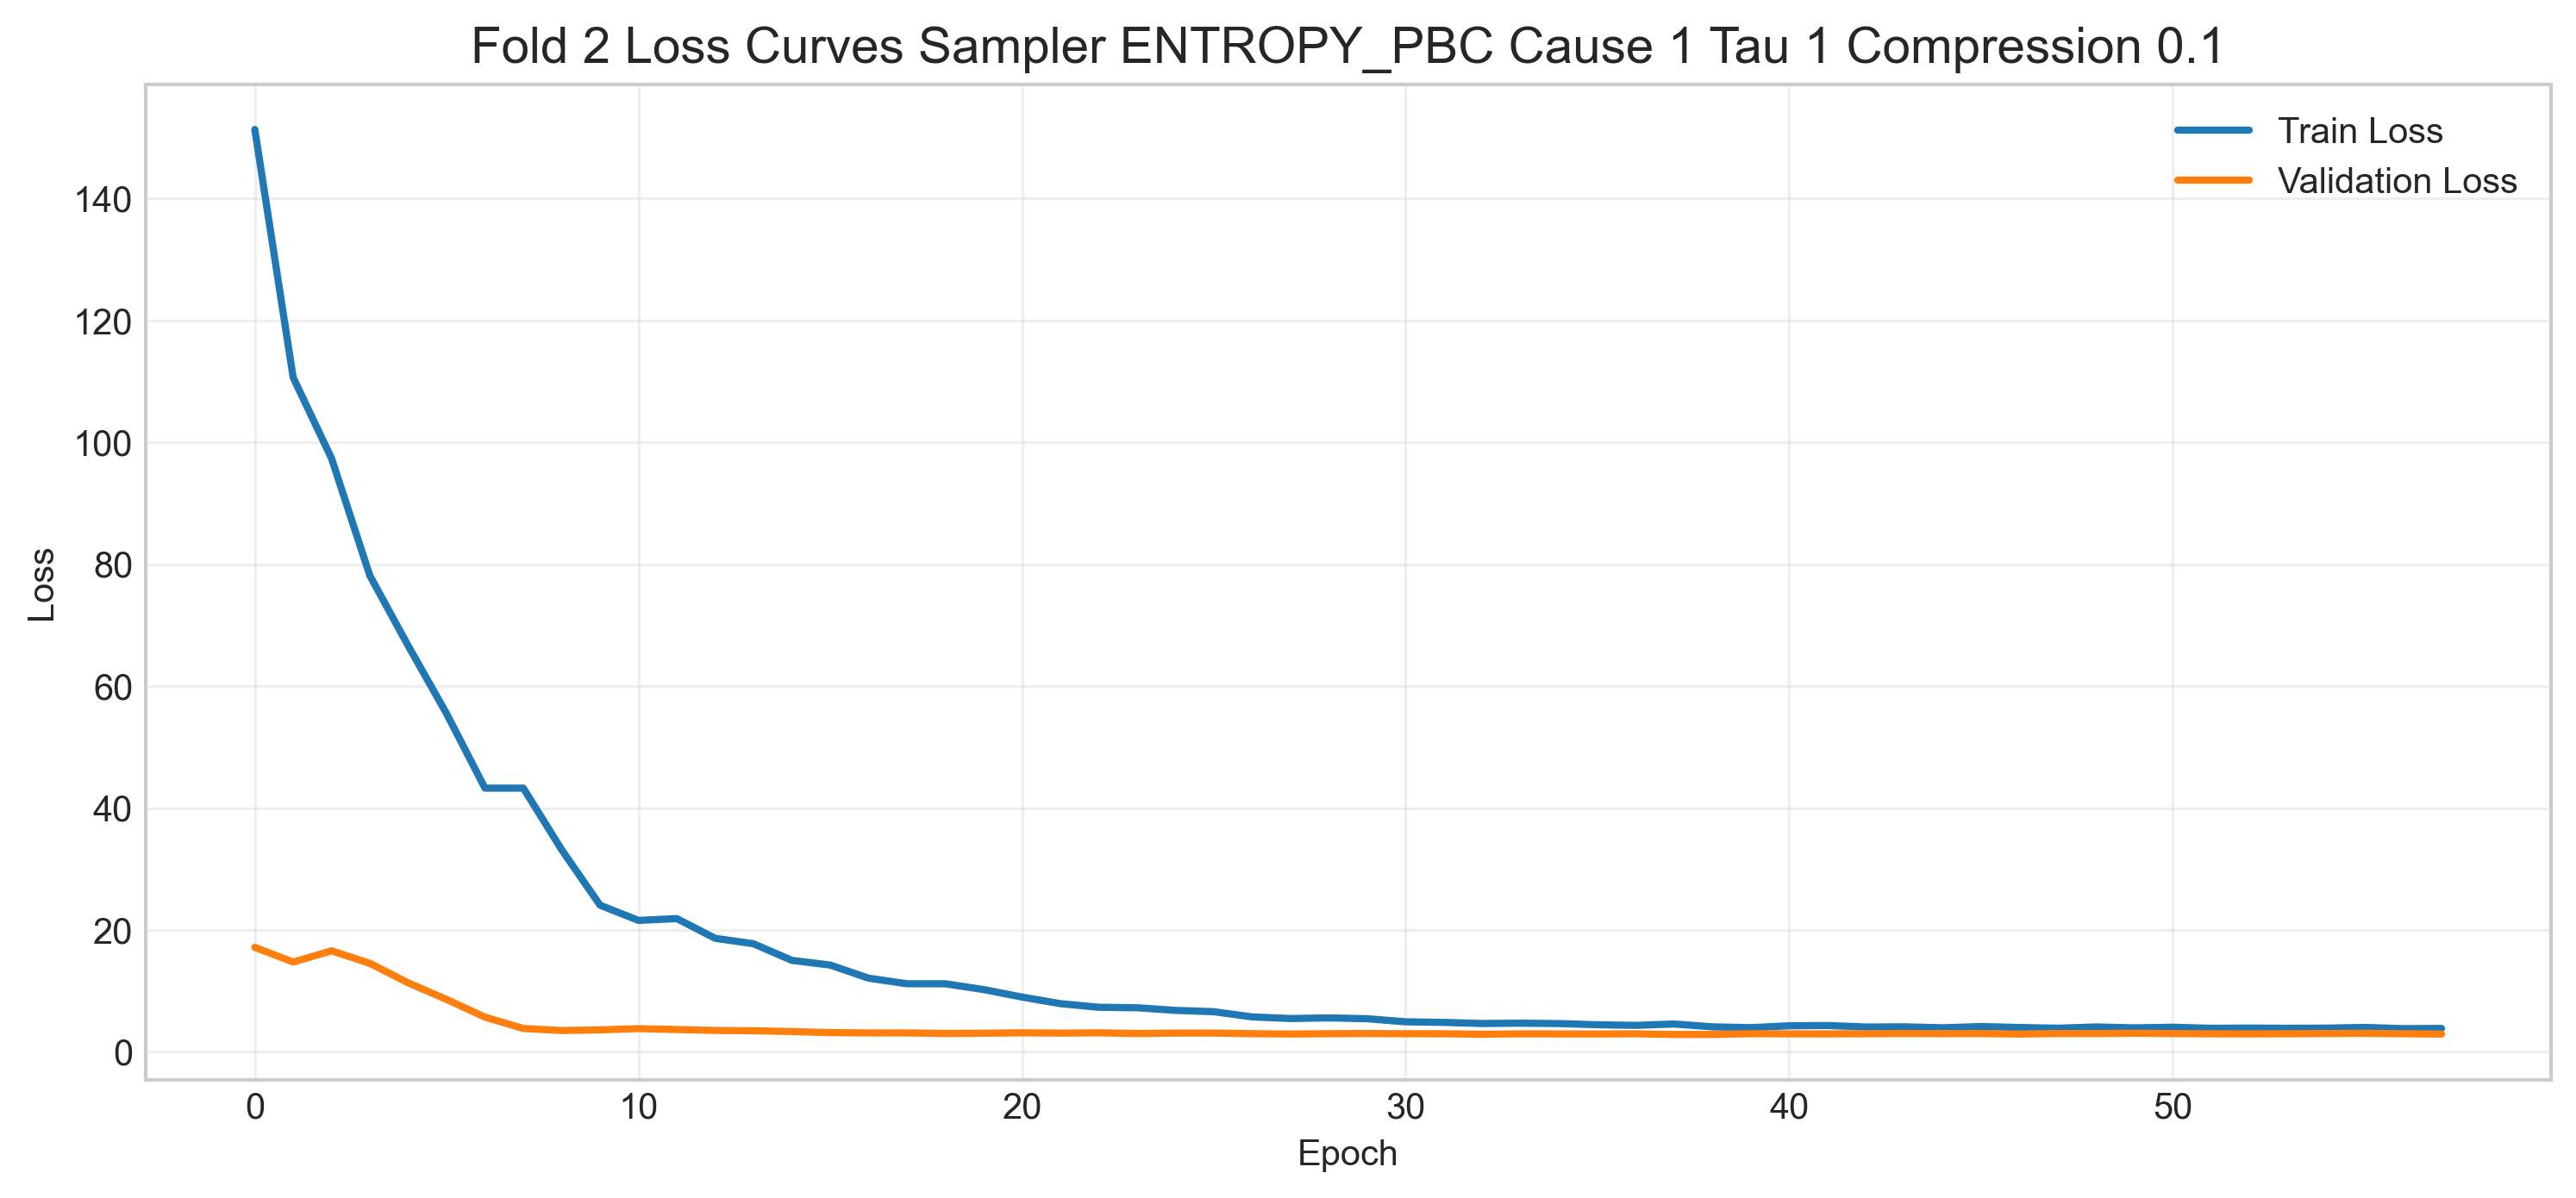 Fold 2 Loss Curves Sampler ENTROPY_PBC Cause 1 Tau 1 Compression 0.1
Train Loss
Validation Loss
Loss
140
120
100
80
60
40
20
0
0 10 20 30 40 50
Epoch